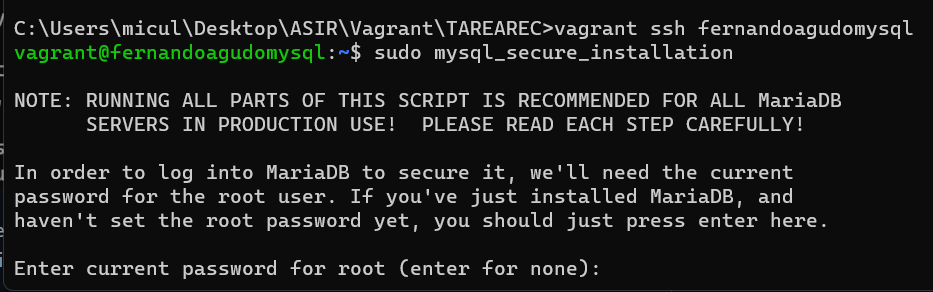 C:\Users\micul\Desktop\ASIR\Vagrant\TAREAREC>vagrant ssh fernandoagudomysql
vagrant@fernandoagudomysql:~$ sudo mysql_secure_installation
NOTE: RUNNING ALL PARTS OF THIS SCRIPT IS RECOMMENDED FOR ALL MariaDB
      SERVERS IN PRODUCTION USE!  PLEASE READ EACH STEP CAREFULLY!
In order to log into MariaDB to secure it, we'll need the current
password for the root user. If you've just installed MariaDB, and
haven't set the root password yet, you should just press enter here.
Enter current password for root (enter for none):